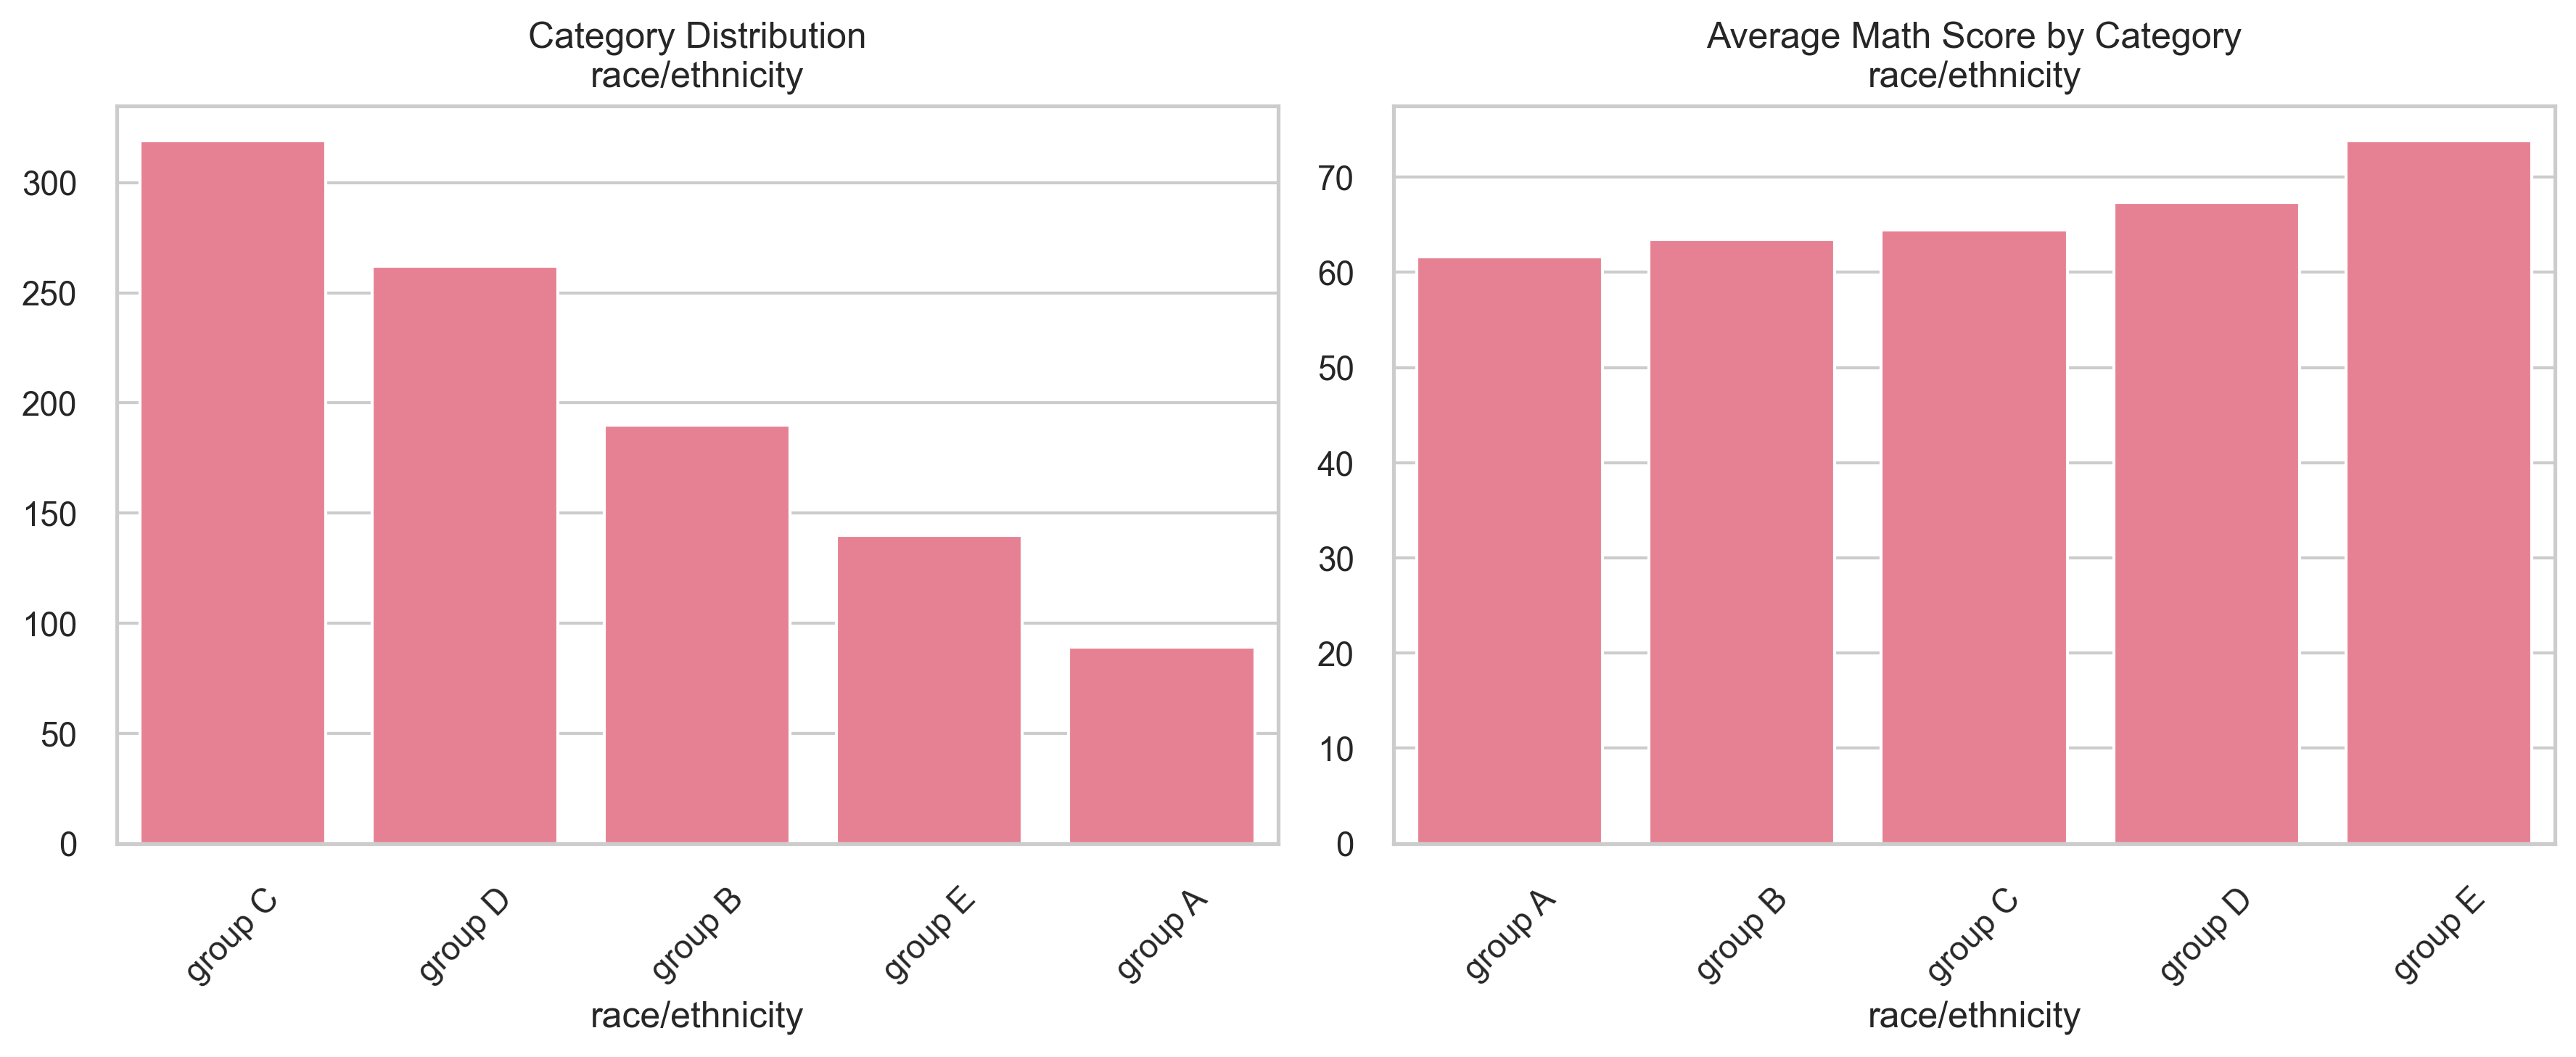 Category Distribution
race/ethnicity
300
250
200
150
100
50
0
group C
group D
group B
group E
group A
race/ethnicity
Average Math Score by Category
race/ethnicity
70
60
50
40
30
20
10
0
group A
group B
group C
group D
group E
race/ethnicity